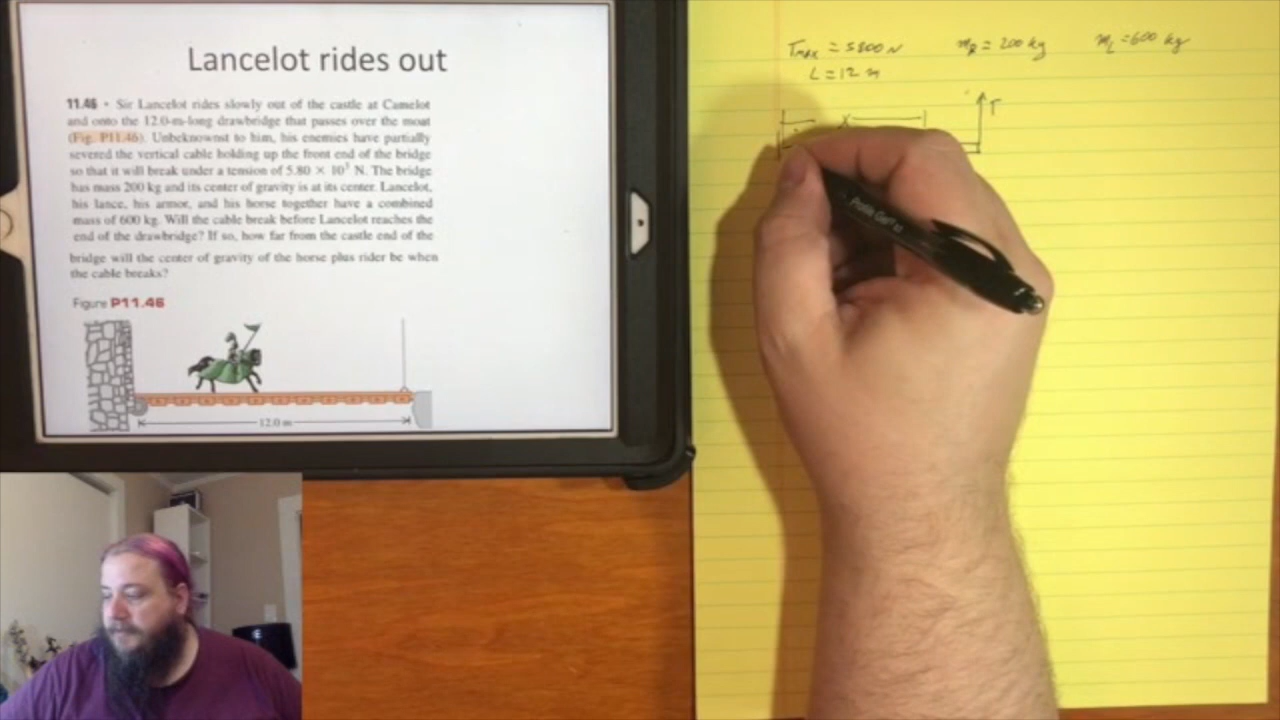 Lancelot rides out
11.46 • Sir Lancelot rides slowly out of the castle at Camelot
and onto the 12.0-m-long drawbridge that passes over the moat
(Fig. P11.46). Unbeknownst to him, his enemies have partially
severed the vertical cable holding up the front end of the bridge
so that it will break under a tension of 5.80 × 10³ N. The bridge
has mass 200 kg and its center of gravity is at its center. Lancelot,
his lance, his armor, and his horse together have a combined
mass of 600 kg. Will the cable break before Lancelot reaches the
end of the drawbridge? If so, how far from the castle end of the
bridge will the center of gravity of the horse plus rider be when
the cable breaks?
Figure P11.46
12.0 m
Tmax = 5800 N m_B = 200 kg m_L = 600 kg
L = 12 m
T
x